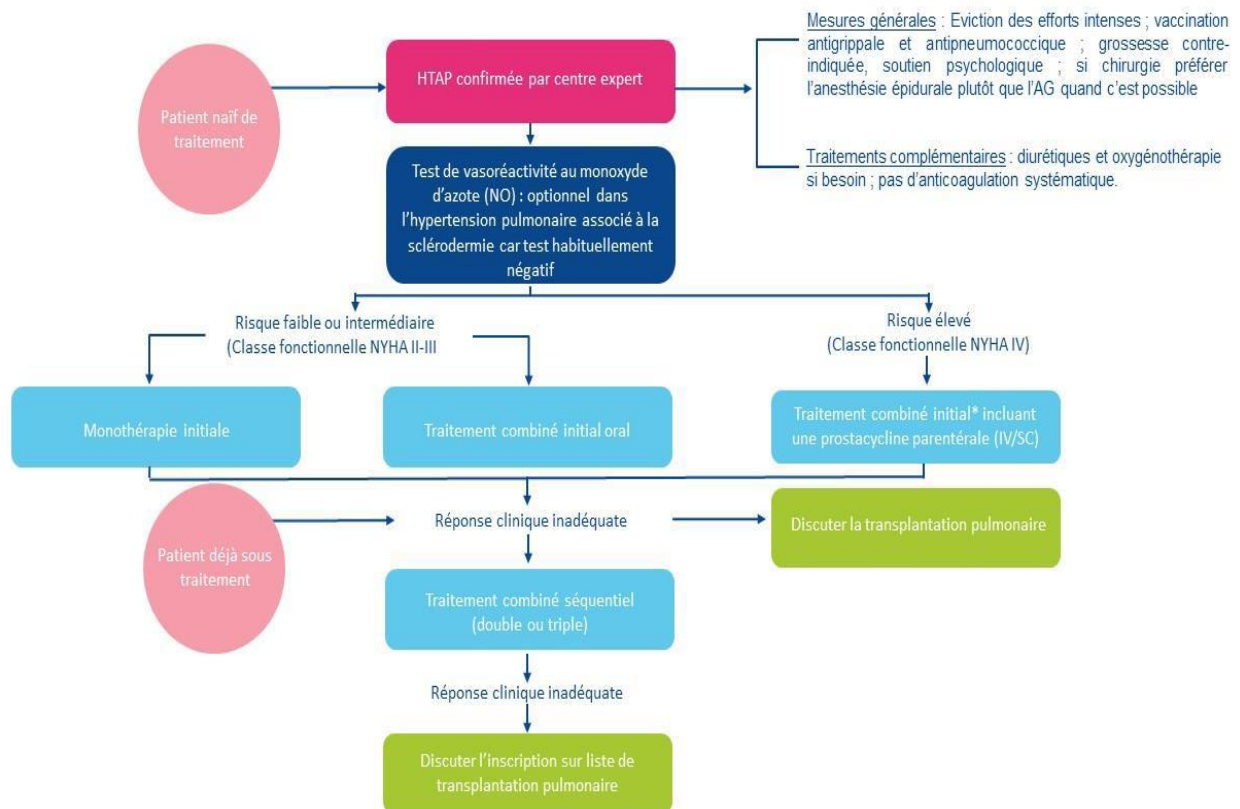 Mesures générales : Eviction des efforts intenses ; vaccination
antigrippale et antipneumococcique ; grossesse contre-
indiquée, soutien psychologique ; si chirurgie préférer
l'anesthésie épidurale plutôt que l'AG quand c'est possible
HTAP confirmée par centre expert
Patient naïf de
traitement
Traitements complémentaires : diurétiques et oxygénothérapie
si besoin ; pas d'anticoagulation systématique.
Test de vasoréactivité au monoxyde
d'azote (NO) : optionnel dans
l'hypertension pulmonaire associé à la
sclérodermie car test habituellement
négatif
Risque faible ou intermédiaire
(Classe fonctionnelle NYHA II-III
Risque élevé
(Classe fonctionnelle NYHA IV)
Monothérapie initiale
Traitement combiné initial oral
Traitement combiné initial* incluant
une prostacycline parentérale (IV/SC)
Patient déjà sous
traitement
Réponse clinique inadéquate
Discuter la transplantation pulmonaire
Traitement combiné séquentiel
(double ou triple)
Réponse clinique inadéquate
Discuter l'inscription sur liste de
transplantation pulmonaire